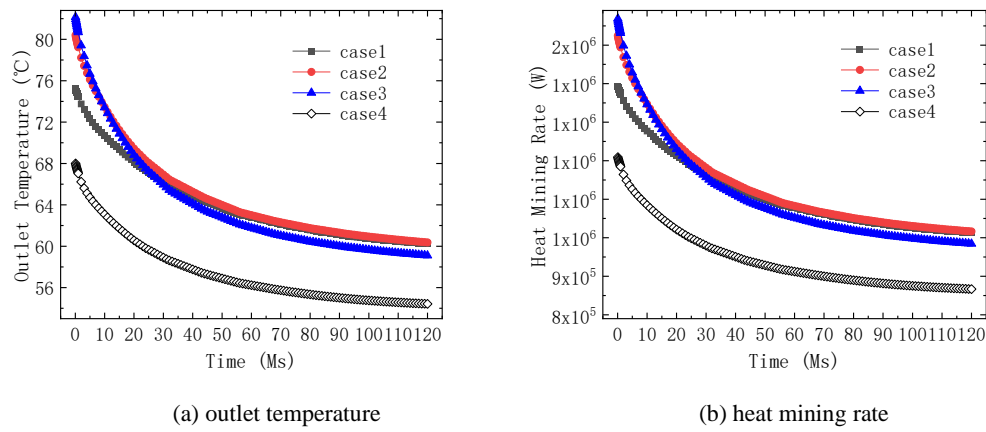 80
76
72
68
64
60
56
0 10 20 30 40 50 60 70 80 90 100 110 120
Outlet Temperature (℃)
Time (Ms)
case1
case2
case3
case4
(a) outlet temperature
2x10⁶
1x10⁶
1x10⁶
1x10⁶
1x10⁶
1x10⁶
9x10⁵
8x10⁵
0 10 20 30 40 50 60 70 80 90 100 110 120
Heat Mining Rate (W)
Time (Ms)
case1
case2
case3
case4
(b) heat mining rate